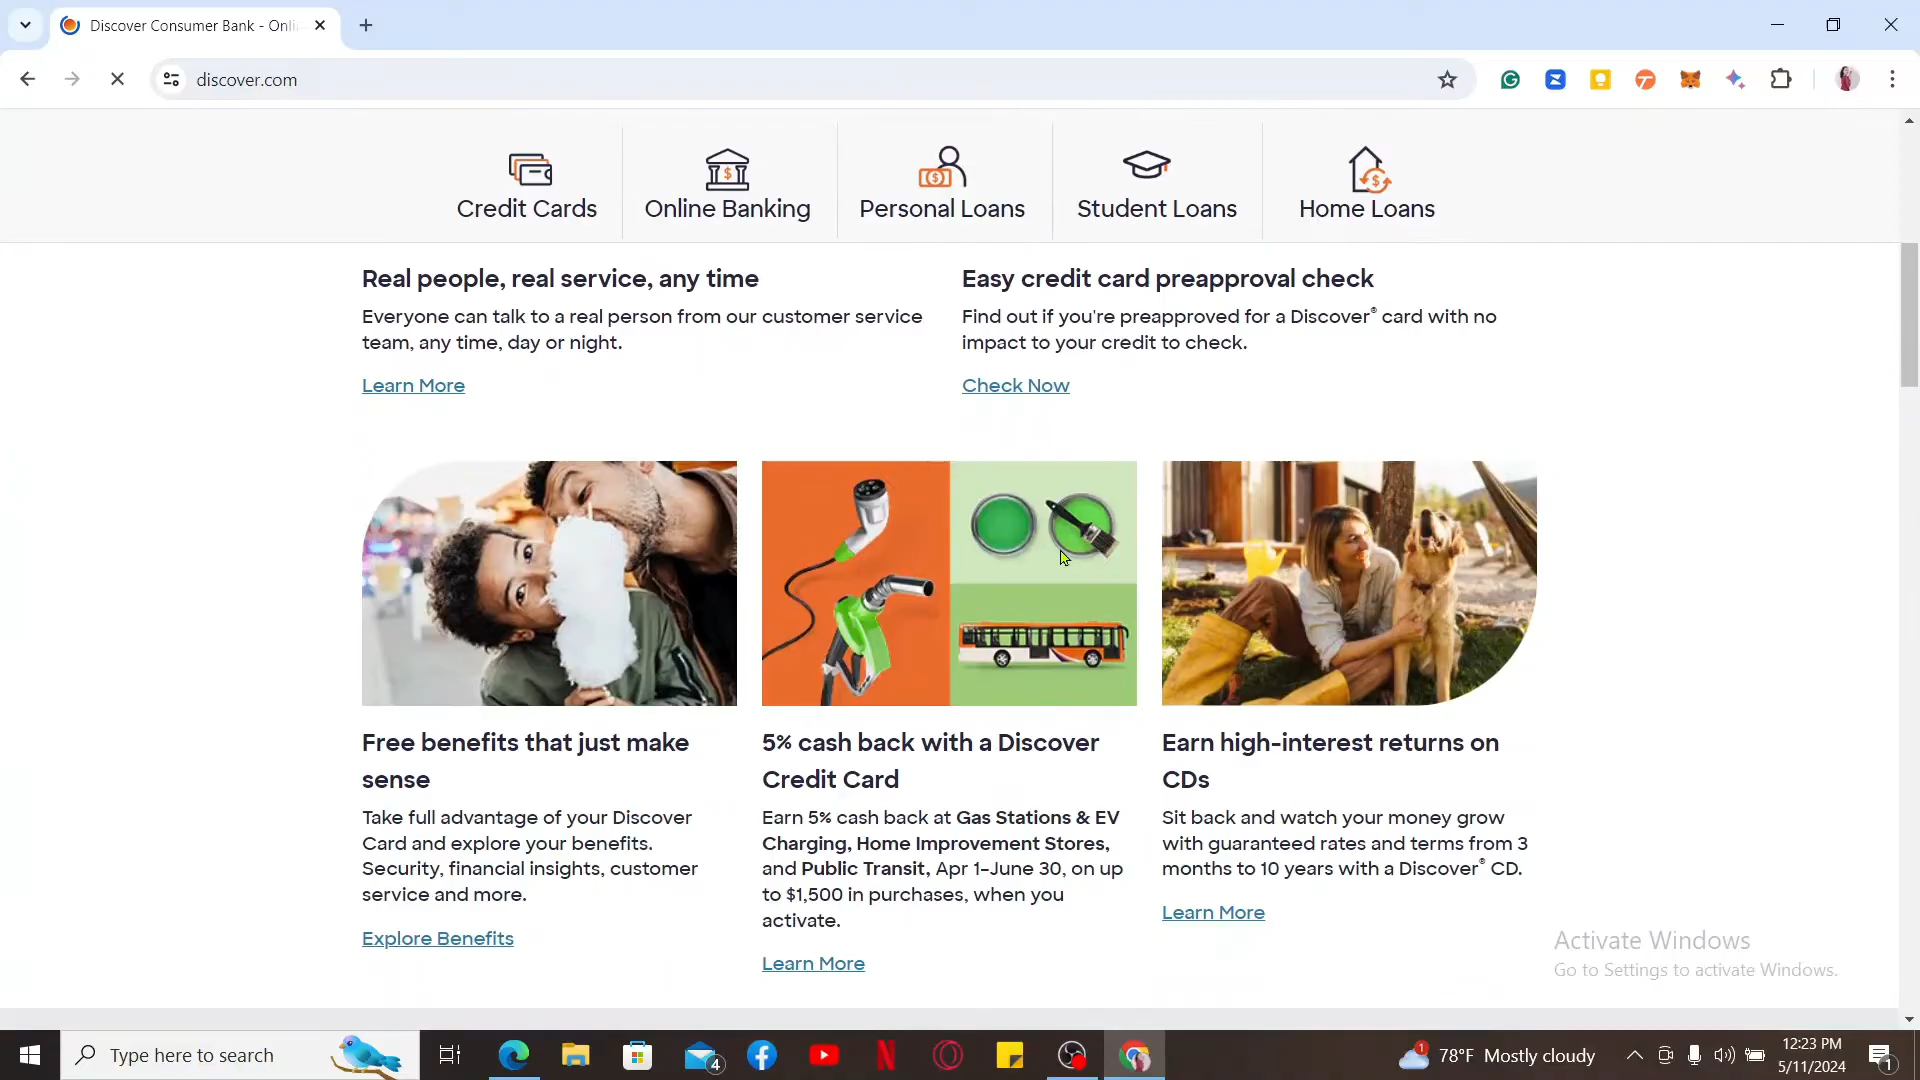 Discover Consumer Bank - Onli
discover.com
Credit Cards
Online Banking
Personal Loans
Student Loans
Home Loans
Real people, real service, any time
Everyone can talk to a real person from our customer service
team, any time, day or night.
Learn More
Easy credit card preapproval check
Find out if you're preapproved for a Discover® card with no
impact to your credit to check.
Check Now
Free benefits that just make
sense
Take full advantage of your Discover
Card and explore your benefits.
Security, financial insights, customer
service and more.
Explore Benefits
5% cash back with a Discover
Credit Card
Earn 5% cash back at Gas Stations & EV
Charging, Home Improvement Stores,
and Public Transit, Apr 1–June 30, on up
to $1,500 in purchases, when you
activate.
Learn More
Earn high-interest returns on
CDs
Sit back and watch your money grow
with guaranteed rates and terms from 3
months to 10 years with a Discover® CD.
Learn More
Activate Windows
Go to Settings to activate Windows.
Type here to search
4
1
78°F Mostly cloudy
12:23 PM
5/11/2024
1